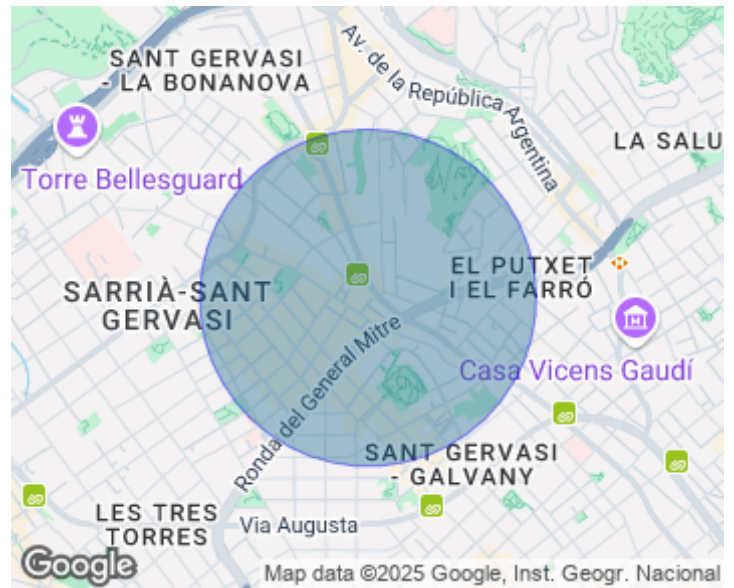 SANT GERVASI
- LA BONANOVA
Av. de la República Argentina
LA SALU
Torre Bellesguard
EL PUTXET
I EL FARRÓ
SARRIÀ-SANT
GERVASI
Ronda del General Mitre
Casa Vicens Gaudí
SANT GERVASI
- GALVANY
LES TRES
TORRES
Via Augusta
Google
Map data ©2025 Google, Inst. Geogr. Nacional